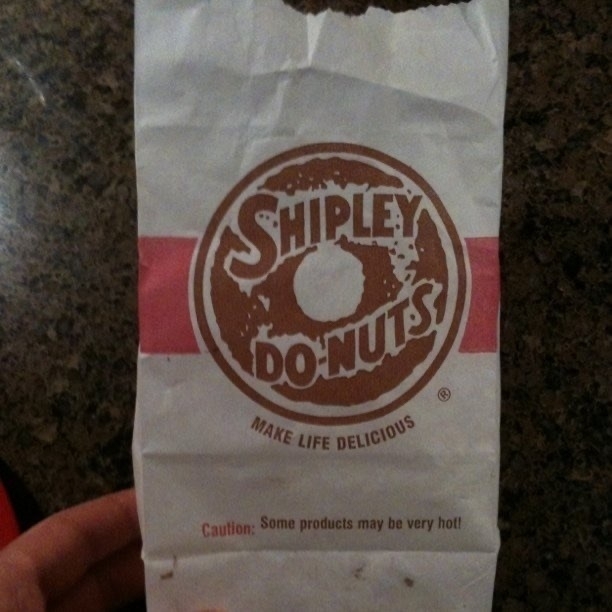 SHIPLEY
DO-NUTS
®
MAKE LIFE DELICIOUS
Caution: Some products may be very hot!